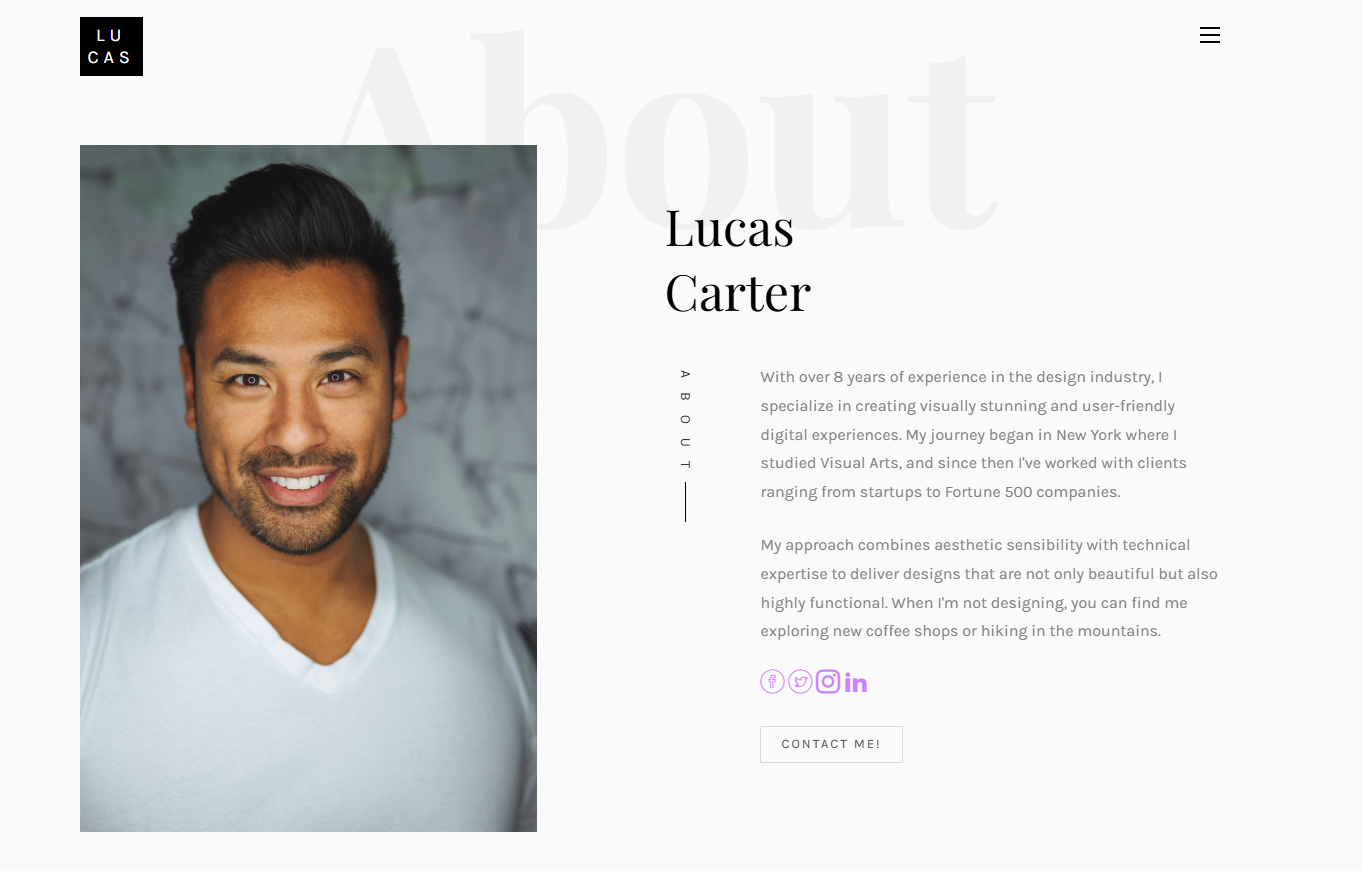 LU
CAS
About
Lucas
Carter
ABOUT
With over 8 years of experience in the design industry, I
specialize in creating visually stunning and user-friendly
digital experiences. My journey began in New York where I
studied Visual Arts, and since then I've worked with clients
ranging from startups to Fortune 500 companies.
My approach combines aesthetic sensibility with technical
expertise to deliver designs that are not only beautiful but also
highly functional. When I'm not designing, you can find me
exploring new coffee shops or hiking in the mountains.
in
CONTACT ME!